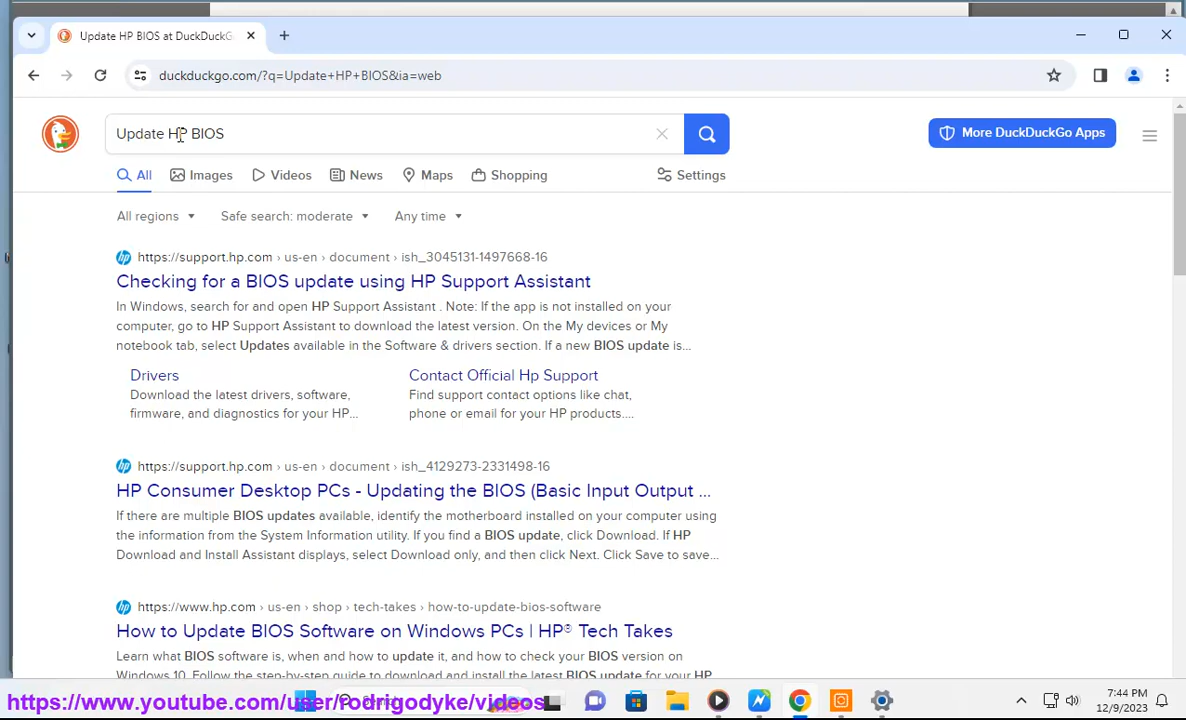 Update HP BIOS at DuckDuckG
duckduckgo.com/?q=Update+HP+BIOS&ia=web
Update HP BIOS
More DuckDuckGo Apps
All
Images
Videos
News
Maps
Shopping
Settings
All regions
Safe search: moderate
Any time
hp
https://support.hp.com › us-en › document › ish_3045131-1497668-16
Checking for a BIOS update using HP Support Assistant
In Windows, search for and open HP Support Assistant . Note: If the app is not installed on your
computer, go to HP Support Assistant to download the latest version. On the My devices or My
notebook tab, select Updates available in the Software & drivers section. If a new BIOS update is...
Drivers
Download the latest drivers, software,
firmware, and diagnostics for your HP...
Contact Official Hp Support
Find support contact options like chat,
phone or email for your HP products....
hp
https://support.hp.com › us-en › document › ish_4129273-2331498-16
HP Consumer Desktop PCs - Updating the BIOS (Basic Input Output ...
If there are multiple BIOS updates available, identify the motherboard installed on your computer using
the information from the System Information utility. If you find a BIOS update, click Download. If HP
Download and Install Assistant displays, select Download only, and then click Next. Click Save to save...
hp
https://www.hp.com › us-en › shop › tech-takes › how-to-update-bios-software
How to Update BIOS Software on Windows PCs | HP® Tech Takes
Learn what BIOS software is, when and how to update it, and how to check your BIOS version on
Windows 10. Follow the step-by-step guide to download and install the latest BIOS update for your HP
https://www.youtube.com/user/roelrigodyke/videos
7:44 PM
12/9/2023